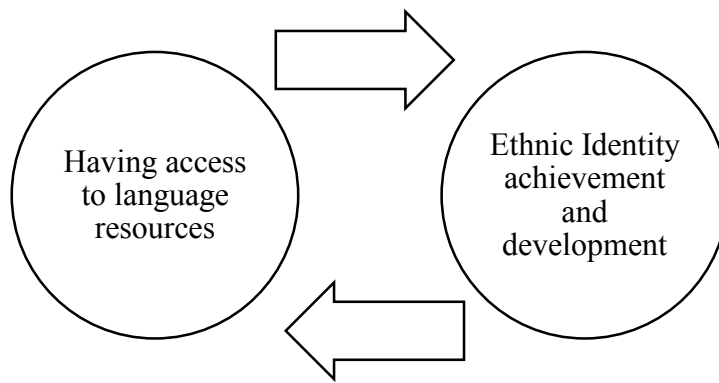 Having access
to language
resources
Ethnic Identity
achievement
and
development